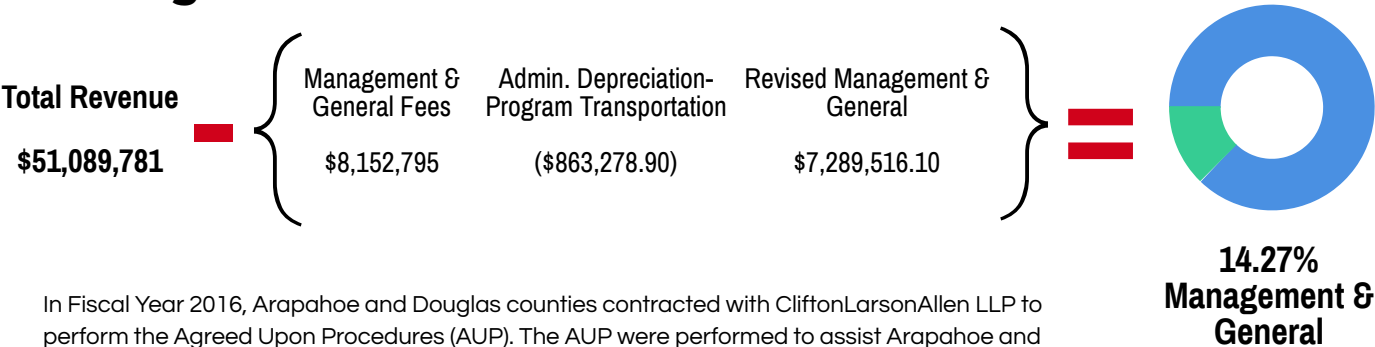 Total Revenue
$51,089,781
Management &
General Fees
$8,152,795
Admin. Depreciation-
Program Transportation
($863,278.90)
Revised Management &
General
$7,289,516.10
14.27%
Management &
General
In Fiscal Year 2016, Arapahoe and Douglas counties contracted with CliftonLarsonAllen LLP to
perform the Agreed Upon Procedures (AUP). The AUP were performed to assist Arapahoe and